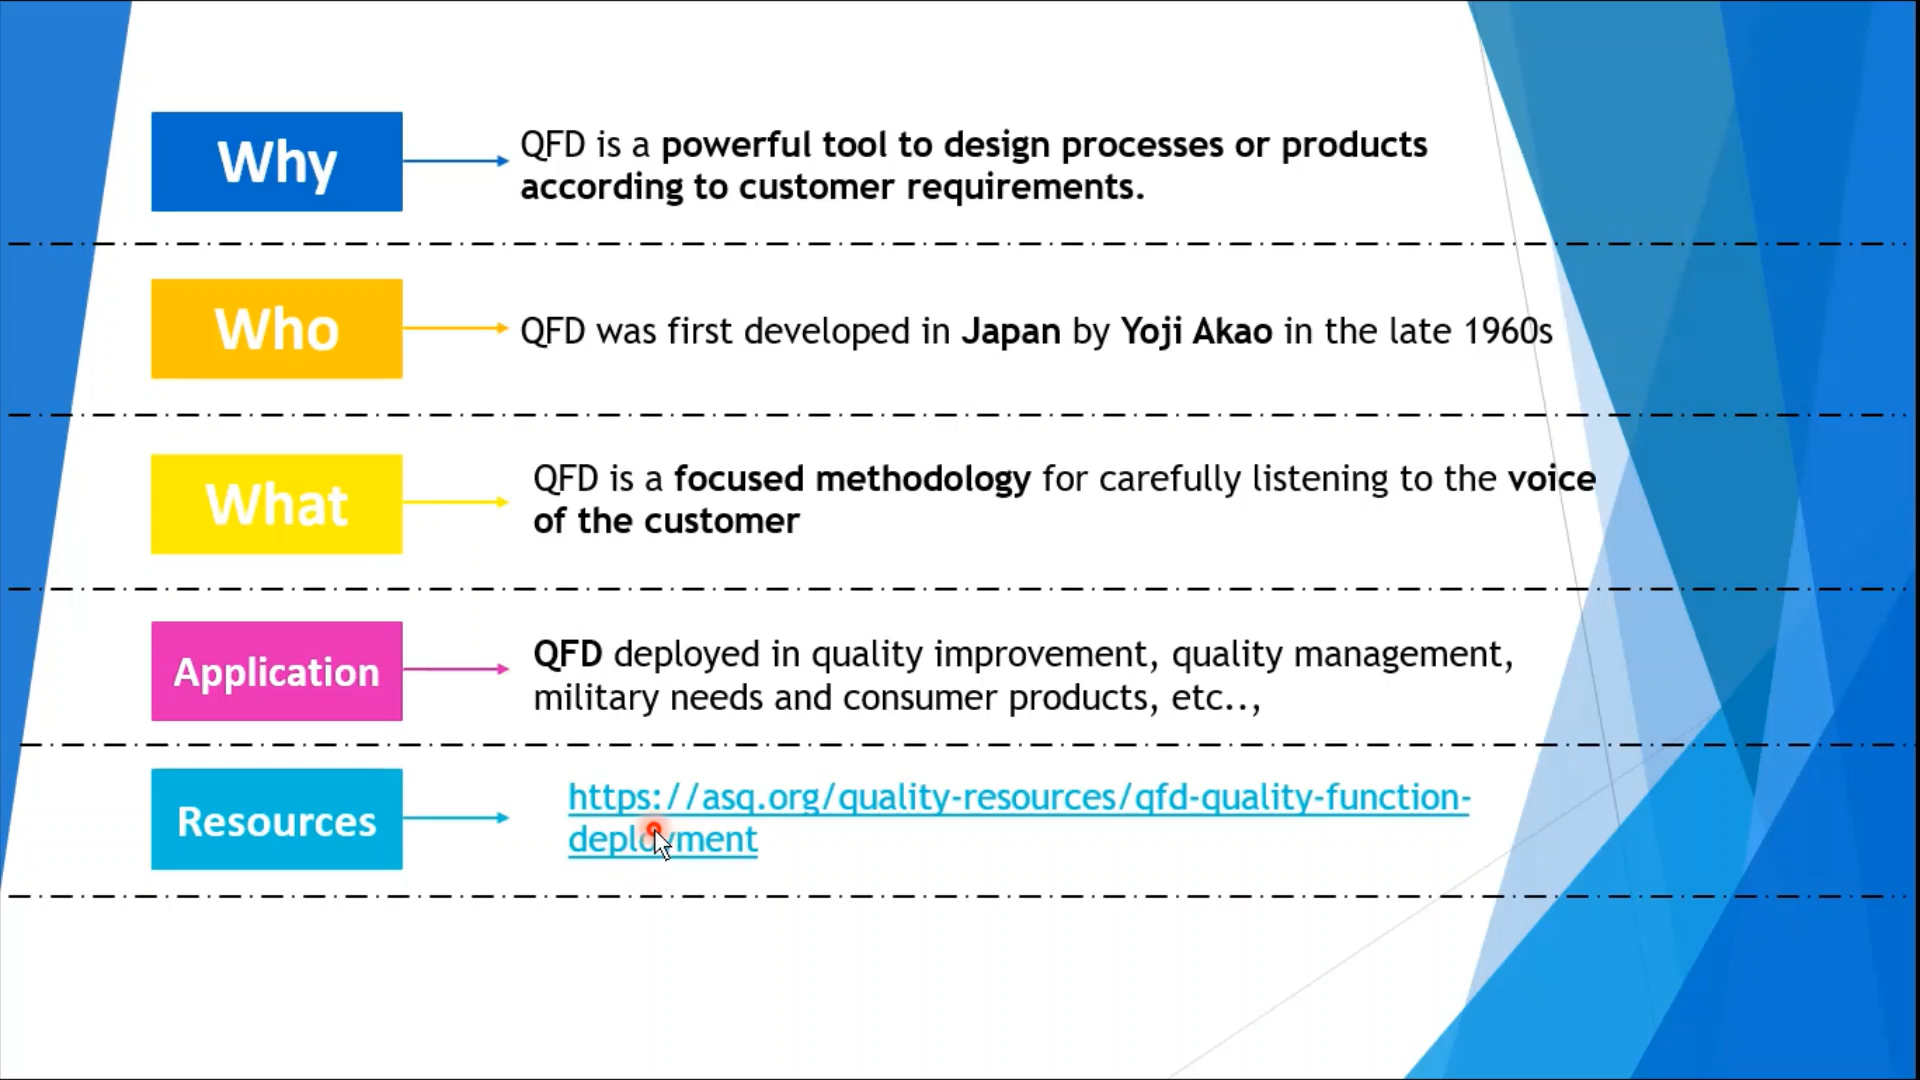 Why
QFD is a powerful tool to design processes or products
according to customer requirements.
Who
QFD was first developed in Japan by Yoji Akao in the late 1960s
What
QFD is a focused methodology for carefully listening to the voice
of the customer
Application
QFD deployed in quality improvement, quality management,
military needs and consumer products, etc..,
Resources
https://asq.org/quality-resources/qfd-quality-function-
deployment